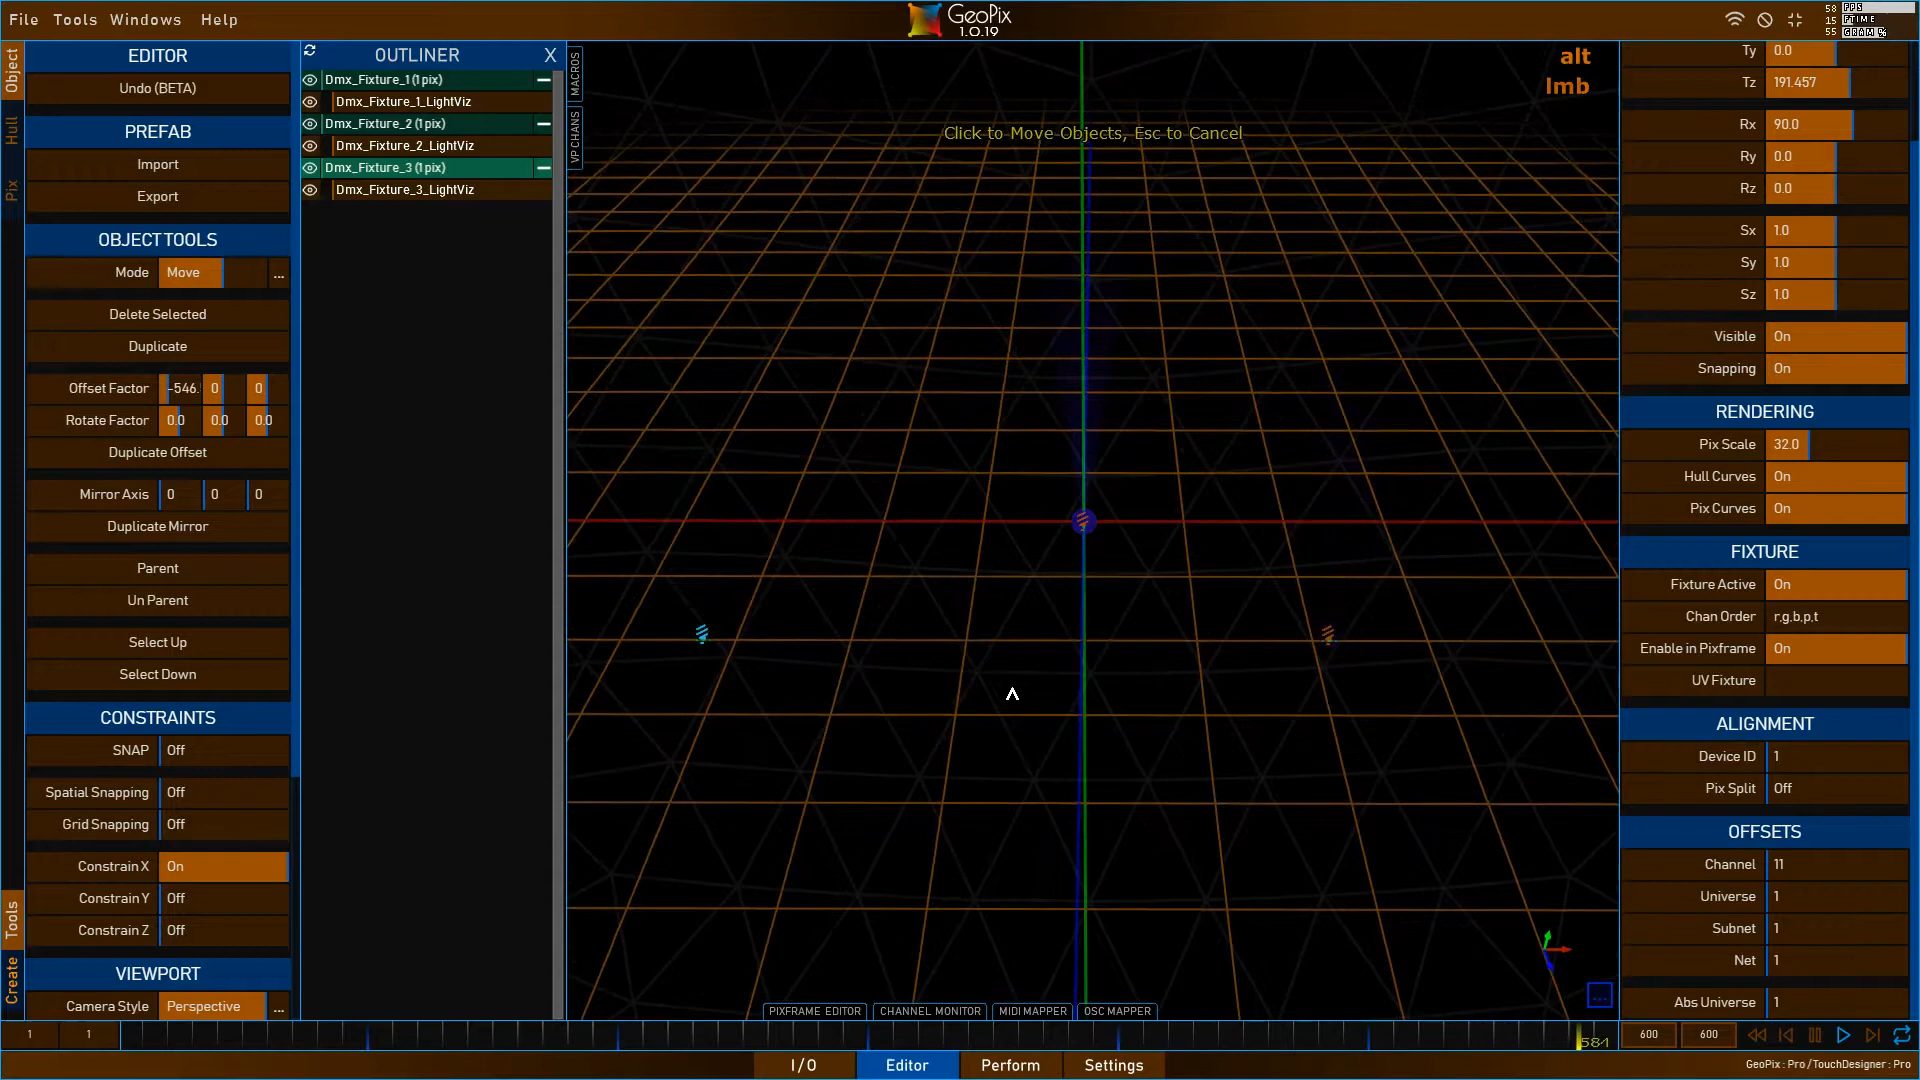 File Tools Windows Help
GeoPix
1.0.19
58 FPS
15 FTIME
55 GRAM %
Object
Hull
Pix
Tools
Create
EDITOR
Undo (BETA)
PREFAB
Import
Export
OBJECT TOOLS
Mode Move ...
Delete Selected
Duplicate
Offset Factor -546. 0 0
Rotate Factor 0.0 0.0 0.0
Duplicate Offset
Mirror Axis 0 0 0
Duplicate Mirror
Parent
Un Parent
Select Up
Select Down
CONSTRAINTS
SNAP Off
Spatial Snapping Off
Grid Snapping Off
Constrain X On
Constrain Y Off
Constrain Z Off
VIEWPORT
Camera Style Perspective ...
OUTLINER X
Dmx_Fixture_1 (1 pix)
Dmx_Fixture_1_LightViz
Dmx_Fixture_2 (1 pix)
Dmx_Fixture_2_LightViz
Dmx_Fixture_3 (1 pix)
Dmx_Fixture_3_LightViz
MACROS
VP CHANS
alt
lmb
Click to Move Objects, Esc to Cancel
...
PIXFRAME EDITOR CHANNEL MONITOR MIDI MAPPER OSC MAPPER
Ty 0.0
Tz 191.457
Rx 90.0
Ry 0.0
Rz 0.0
Sx 1.0
Sy 1.0
Sz 1.0
Visible On
Snapping On
RENDERING
Pix Scale 32.0
Hull Curves On
Pix Curves On
FIXTURE
Fixture Active On
Chan Order r,g,b,p,t
Enable in Pixframe On
UV Fixture
ALIGNMENT
Device ID 1
Pix Split Off
OFFSETS
Channel 11
Universe 1
Subnet 1
Net 1
Abs Universe 1
1 1 584 600 600
I / O Editor Perform Settings
GeoPix : Pro / TouchDesigner : Pro